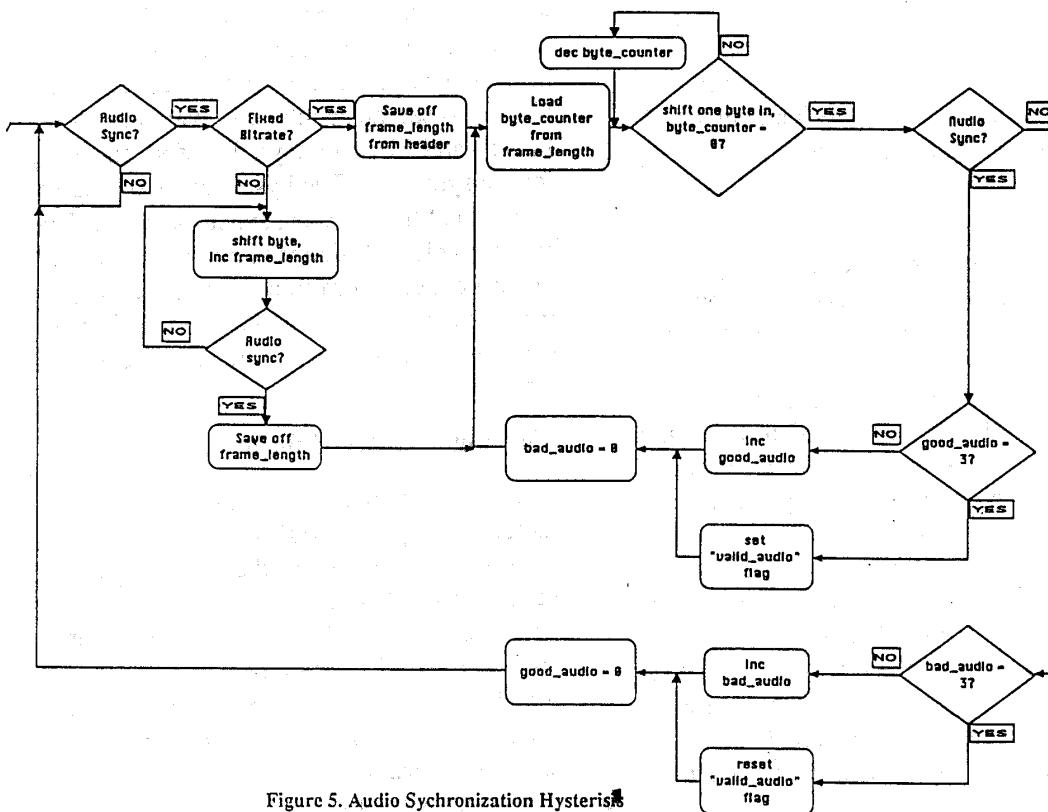 NO
dec byte_counter
Audio
Sync?
YES
Fixed
Bitrate?
YES
Save off
frame_length
from header
Load
byte_counter
from
frame_length
shift one byte in,
byte_counter =
0?
YES
Audio
Sync?
NO
NO
NO
YES
shift byte,
inc frame_length
NO
Audio
sync?
YES
Save off
frame_length
bad_audio = 0
inc
good_audio
NO
good_audio =
3?
YES
set
"valid_audio"
flag
good_audio = 0
inc
bad_audio
NO
bad_audio =
3?
YES
reset
"valid_audio"
flag
Figure 5. Audio Sychronization Hysterisis